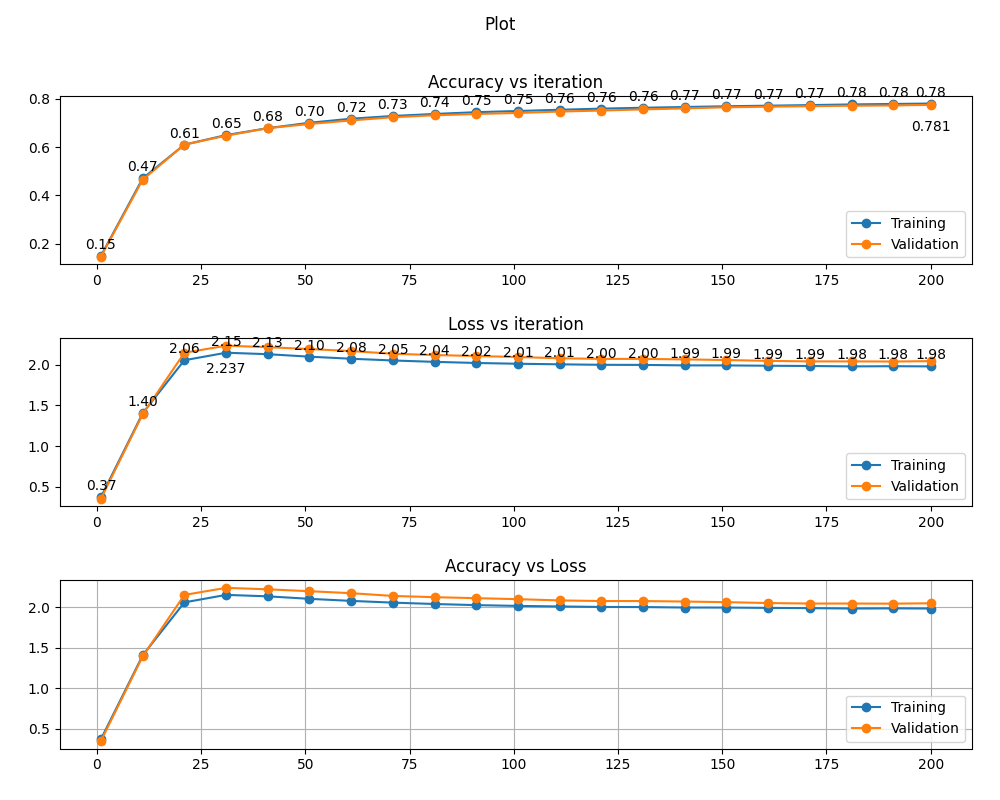 Plot
Accuracy vs iteration
0.15 0.47 0.61 0.65 0.68 0.70 0.72 0.73 0.74 0.75 0.75 0.76 0.76 0.76 0.77 0.77 0.77 0.77 0.78 0.78 0.78
0.781
0.8
0.6
0.4
0.2
Training
Validation
0 25 50 75 100 125 150 175 200
Loss vs iteration
0.37 1.40 2.06 2.15 2.13 2.10 2.08 2.05 2.04 2.02 2.01 2.01 2.00 2.00 1.99 1.99 1.99 1.99 1.98 1.98 1.98
2.237
2.0
1.5
1.0
0.5
Training
Validation
0 25 50 75 100 125 150 175 200
Accuracy vs Loss
2.0
1.5
1.0
0.5
Training
Validation
0 25 50 75 100 125 150 175 200